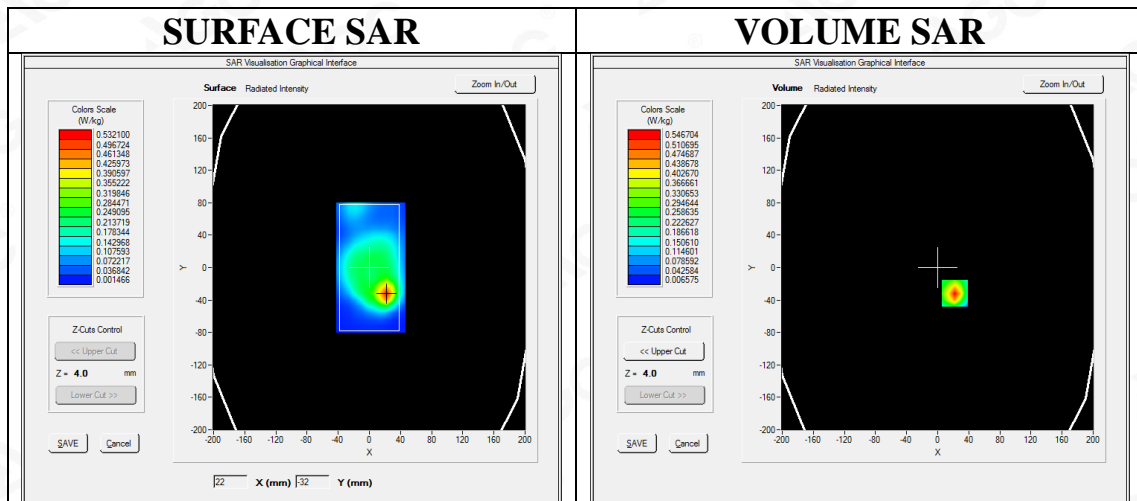 SURFACE SAR
SAR Visualisation Graphical Interface
Surface Radiated Intensity
Zoom In/Out
Colors Scale
(W/kg)
0.532100
0.496724
0.461348
0.425973
0.390597
0.355222
0.319846
0.284471
0.249095
0.213719
0.178344
0.142968
0.107593
0.072217
0.036842
0.001466
Z-Cuts Control
<< Upper Cut
Z = 4.0 mm
Lower Cut >>
SAVE Cancel
200
160
120
80
40
0
-40
-80
-120
-160
-200
Y
-200 -160 -120 -80 -40 0 40 80 120 160 200
X
22 X (mm) -32 Y (mm)
VOLUME SAR
SAR Visualisation Graphical Interface
Volume Radiated Intensity
Zoom In/Out
Colors Scale
(W/kg)
0.546704
0.510695
0.474687
0.438678
0.402670
0.366661
0.330653
0.294644
0.258635
0.222627
0.186618
0.150610
0.114601
0.078592
0.042584
0.006575
Z-Cuts Control
<< Upper Cut
Z = 4.0 mm
Lower Cut >>
SAVE Cancel
200
160
120
80
40
0
-40
-80
-120
-160
-200
Y
-200 -160 -120 -80 -40 0 40 80 120 160 200
X